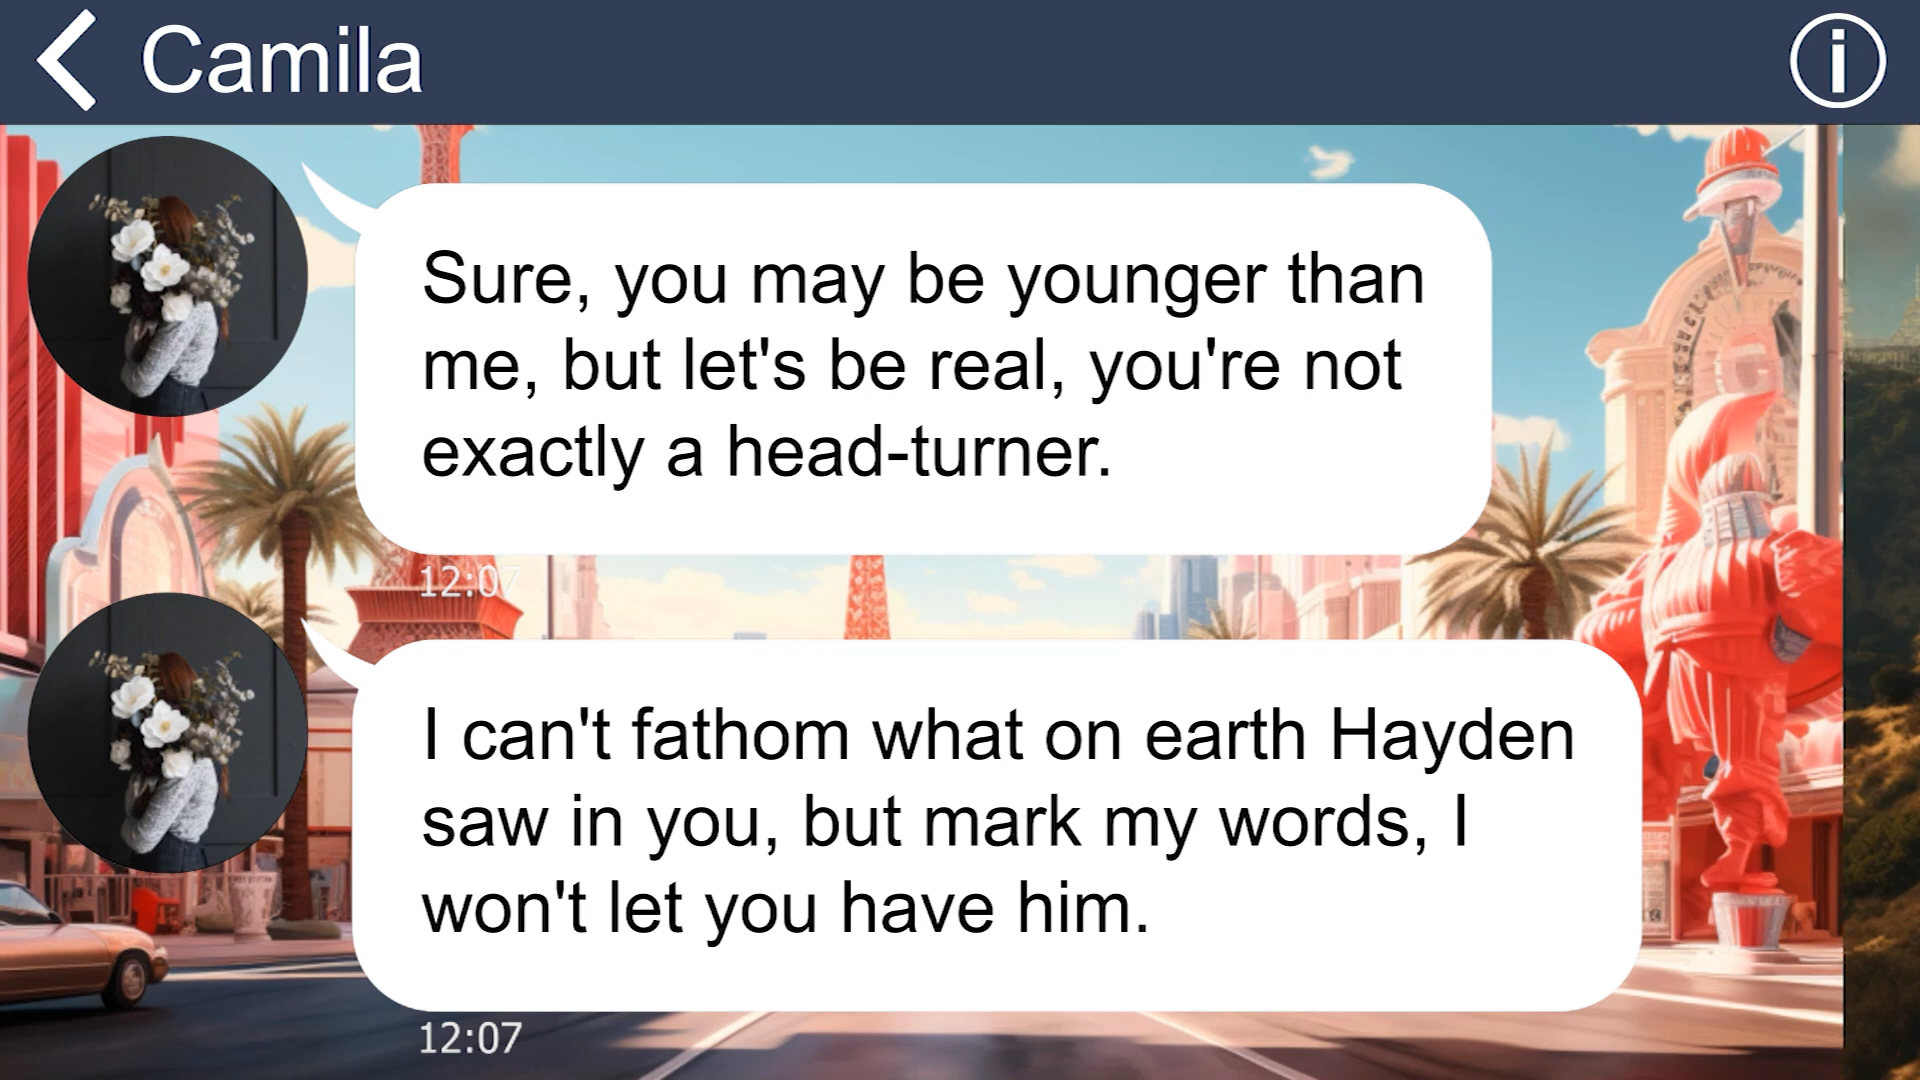 Camila
Sure, you may be younger than
me, but let's be real, you're not
exactly a head-turner.
12:07
I can't fathom what on earth Hayden
saw in you, but mark my words, I
won't let you have him.
12:07